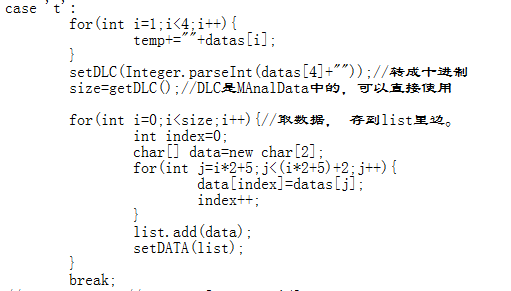 case 't':
for(int i=1;i<4;i++){
temp+=""+datas[i];
}
setDLC(Integer.parseInt(datas[4]+""));//转成十进制
size=getDLC();//DLC是MAnalData中的，可以直接使用
for(int i=0;i<size;i++){//取数据， 存到list里边。
int index=0;
char[] data=new char[2];
for(int j=i*2+5;j<(i*2+5)+2;j++){
data[index]=datas[j];
index++;
}
list.add(data);
setDATA(list);
}
break;